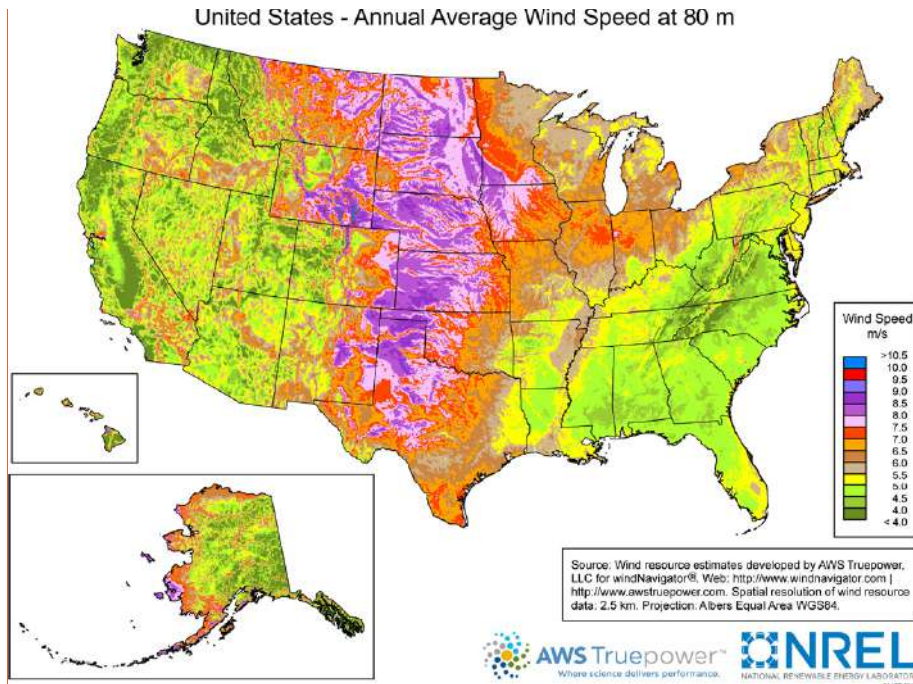 United States - Annual Average Wind Speed at 80 m
Wind Speed
m/s
>10.5
10.0
9.5
9.0
8.5
8.0
7.5
7.0
6.5
6.0
5.5
5.0
4.5
4.0
< 4.0
Source: Wind resource estimates developed by AWS Truepower,
LLC for windNavigator®. Web: http://www.windnavigator.com |
http://www.awstruepower.com. Spatial resolution of wind resource
data: 2.5 km. Projection: Albers Equal Area WGS84.
AWS Truepower™
Where science delivers performance.
NREL
NATIONAL RENEWABLE ENERGY LABORATOR